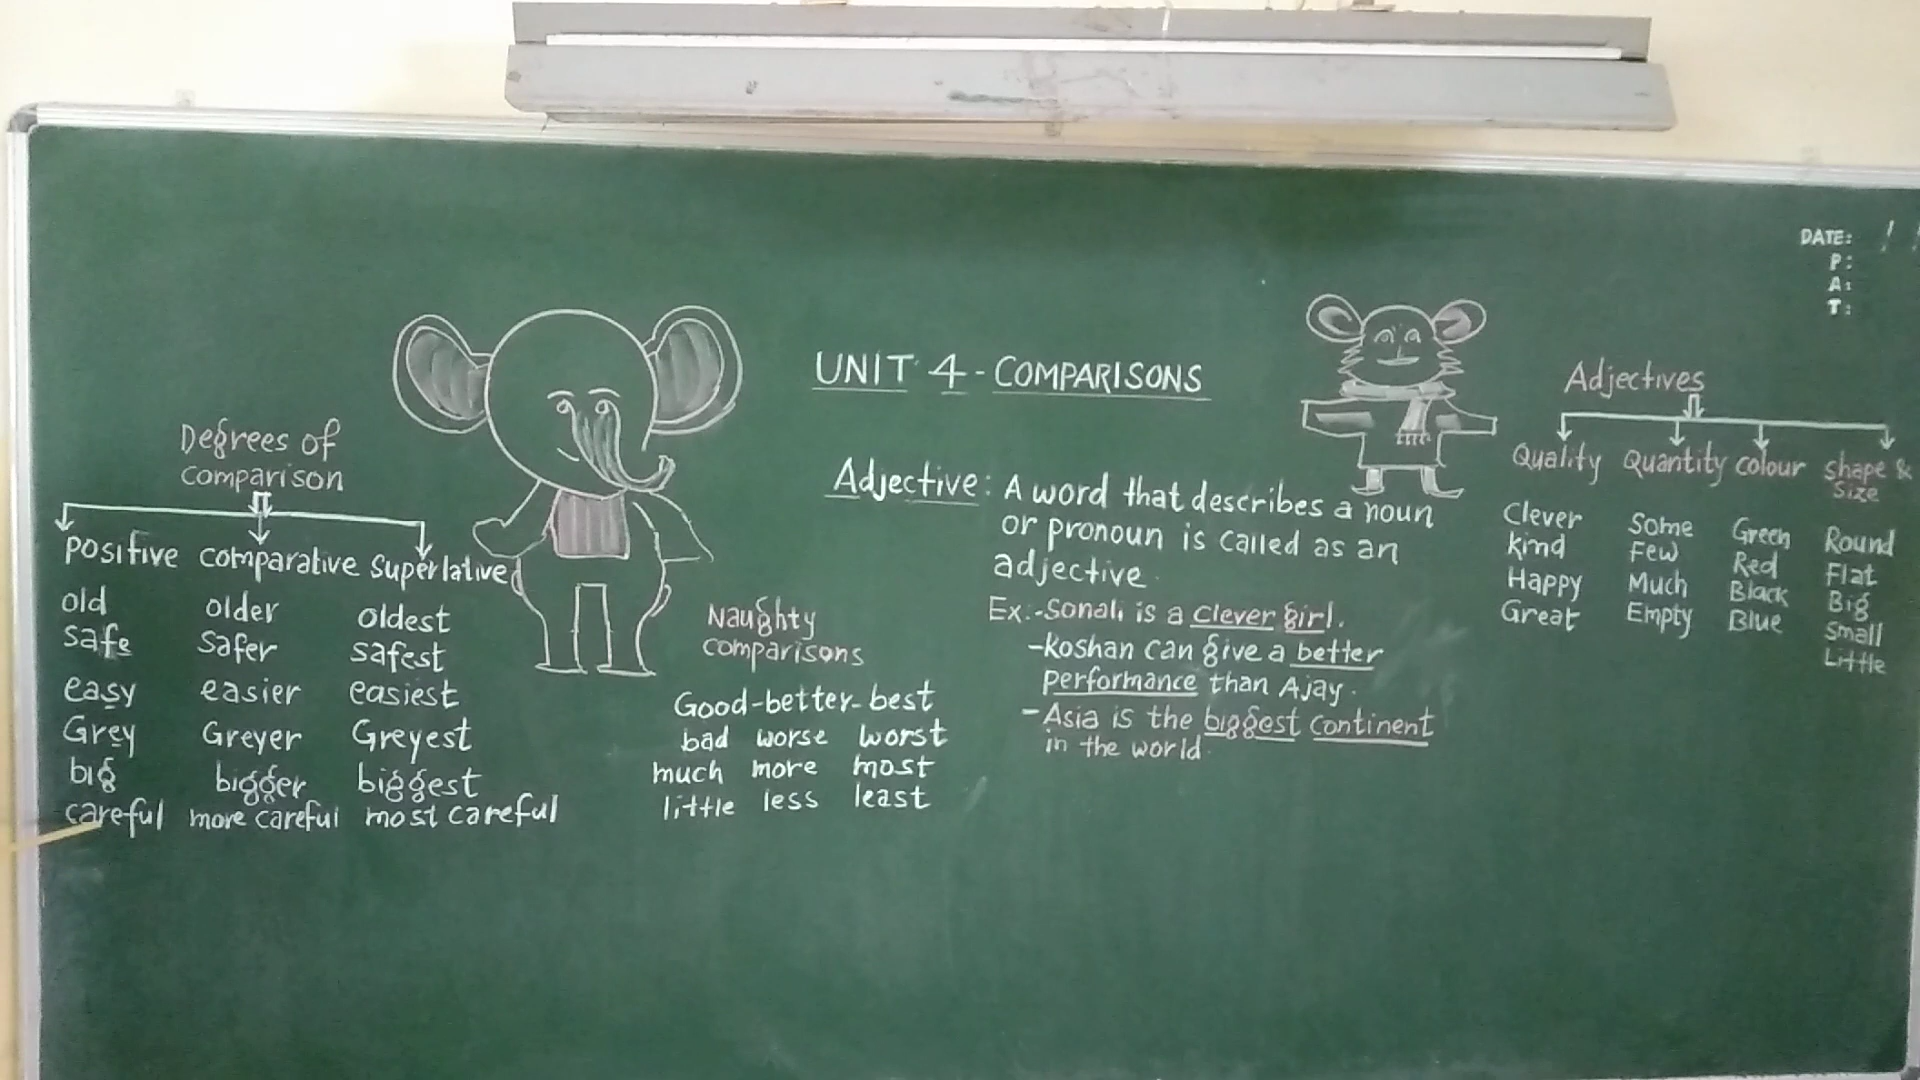 DATE: / /
P:
A:
T:
UNIT 4 - COMPARISONS
Degrees of
comparison
Positive comparative Superlative
old older oldest
safe safer safest
easy easier easiest
Grey Greyer Greyest
big bigger biggest
careful more careful most careful
Naughty
comparisons
Good-better-best
bad worse worst
much more most
little less least
Adjective: A word that describes a noun
or pronoun is called as an
adjective.
Ex:-Sonali is a clever girl.
-Roshan can give a better
performance than Ajay.
-Asia is the biggest continent
in the world.
Adjectives
Quality Quantity colour shape &
Size
Clever Some Green Round
kind Few Red Flat
Happy Much Black Big
Great Empty Blue Small
Little